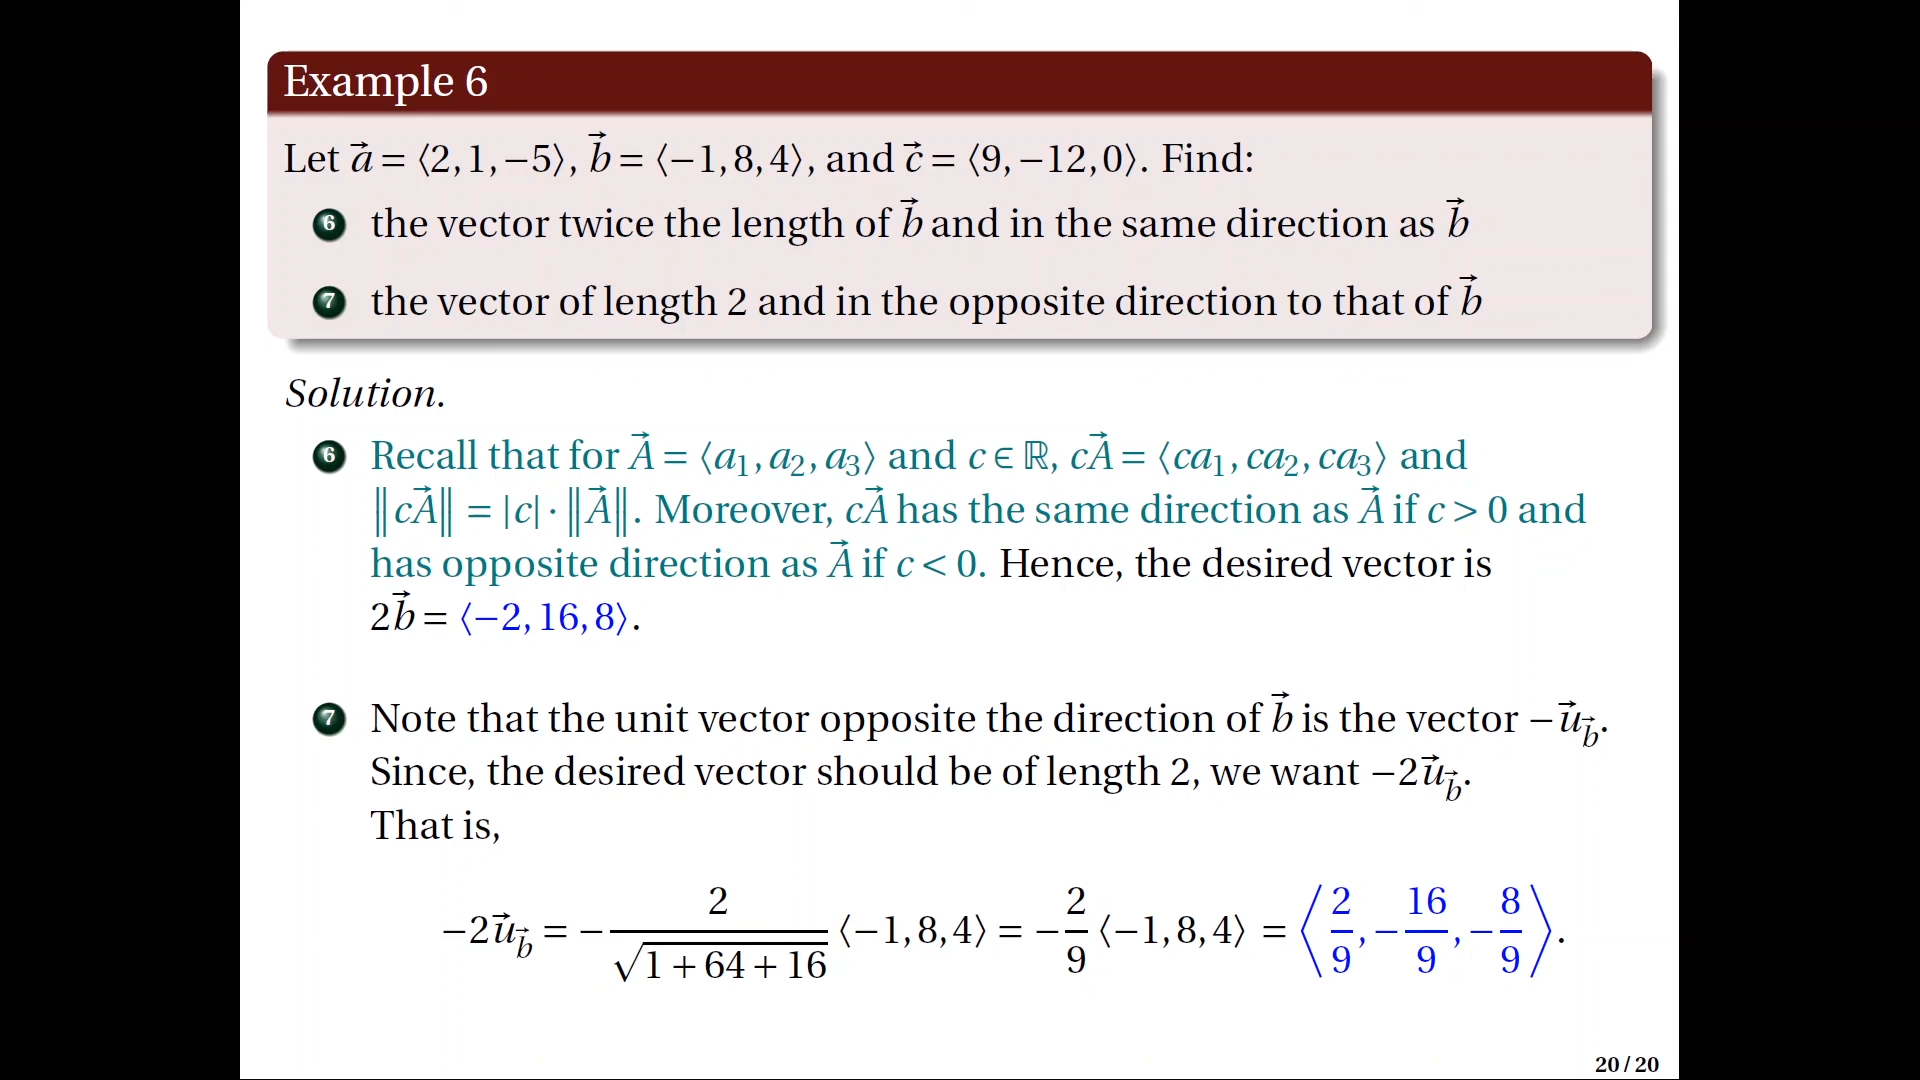 Example 6
Let a⃗ = ⟨2, 1, −5⟩, b⃗ = ⟨−1, 8, 4⟩, and c⃗ = ⟨9, −12, 0⟩. Find:
6 the vector twice the length of b⃗ and in the same direction as b⃗
7 the vector of length 2 and in the opposite direction to that of b⃗
Solution.
6 Recall that for A⃗ = ⟨a₁, a₂, a₃⟩ and c ∈ ℝ, cA⃗ = ⟨ca₁, ca₂, ca₃⟩ and
‖cA⃗‖ = |c| · ‖A⃗‖. Moreover, cA⃗ has the same direction as A⃗ if c > 0 and
has opposite direction as A⃗ if c < 0. Hence, the desired vector is
2b⃗ = ⟨−2, 16, 8⟩.
7 Note that the unit vector opposite the direction of b⃗ is the vector −u⃗_b⃗.
Since, the desired vector should be of length 2, we want −2u⃗_b⃗.
That is,
−2u⃗_b⃗ = −2/√(1 + 64 + 16) ⟨−1, 8, 4⟩ = −2/9 ⟨−1, 8, 4⟩ = ⟨2/9, −16/9, −8/9⟩.
20 / 20